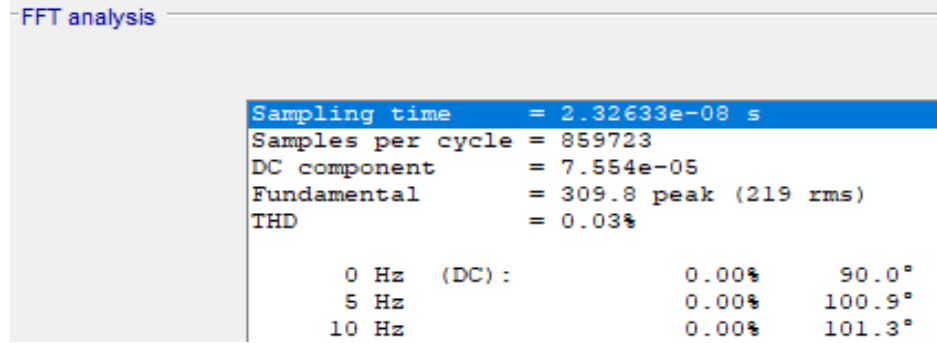 FFT analysis
Sampling time = 2.32633e-08 s
Samples per cycle = 859723
DC component = 7.554e-05
Fundamental = 309.8 peak (219 rms)
THD = 0.03%
0 Hz (DC): 0.00% 90.0°
5 Hz 0.00% 100.9°
10 Hz 0.00% 101.3°